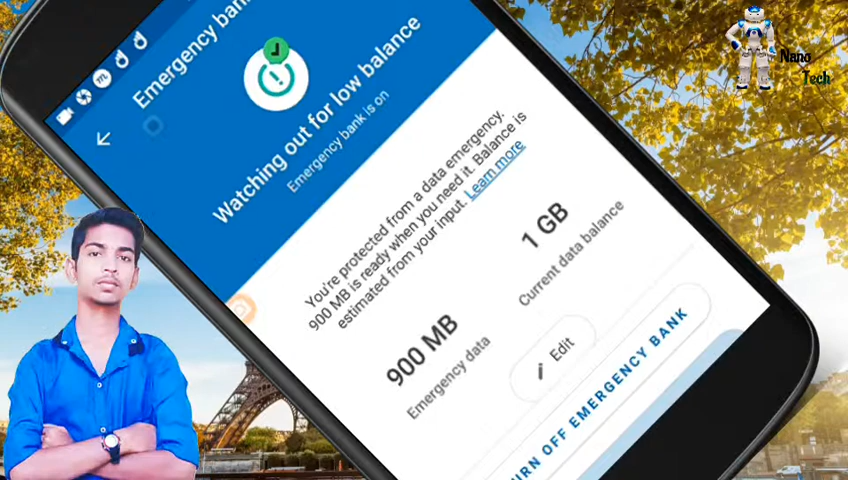 Nano
Tech
Emergency bank
Watching out for low balance
Emergency bank is on
You're protected from a data emergency.
900 MB is ready when you need it. Balance is
estimated from your input. Learn more
900 MB
Emergency data
1 GB
Current data balance
Edit
TURN OFF EMERGENCY BANK